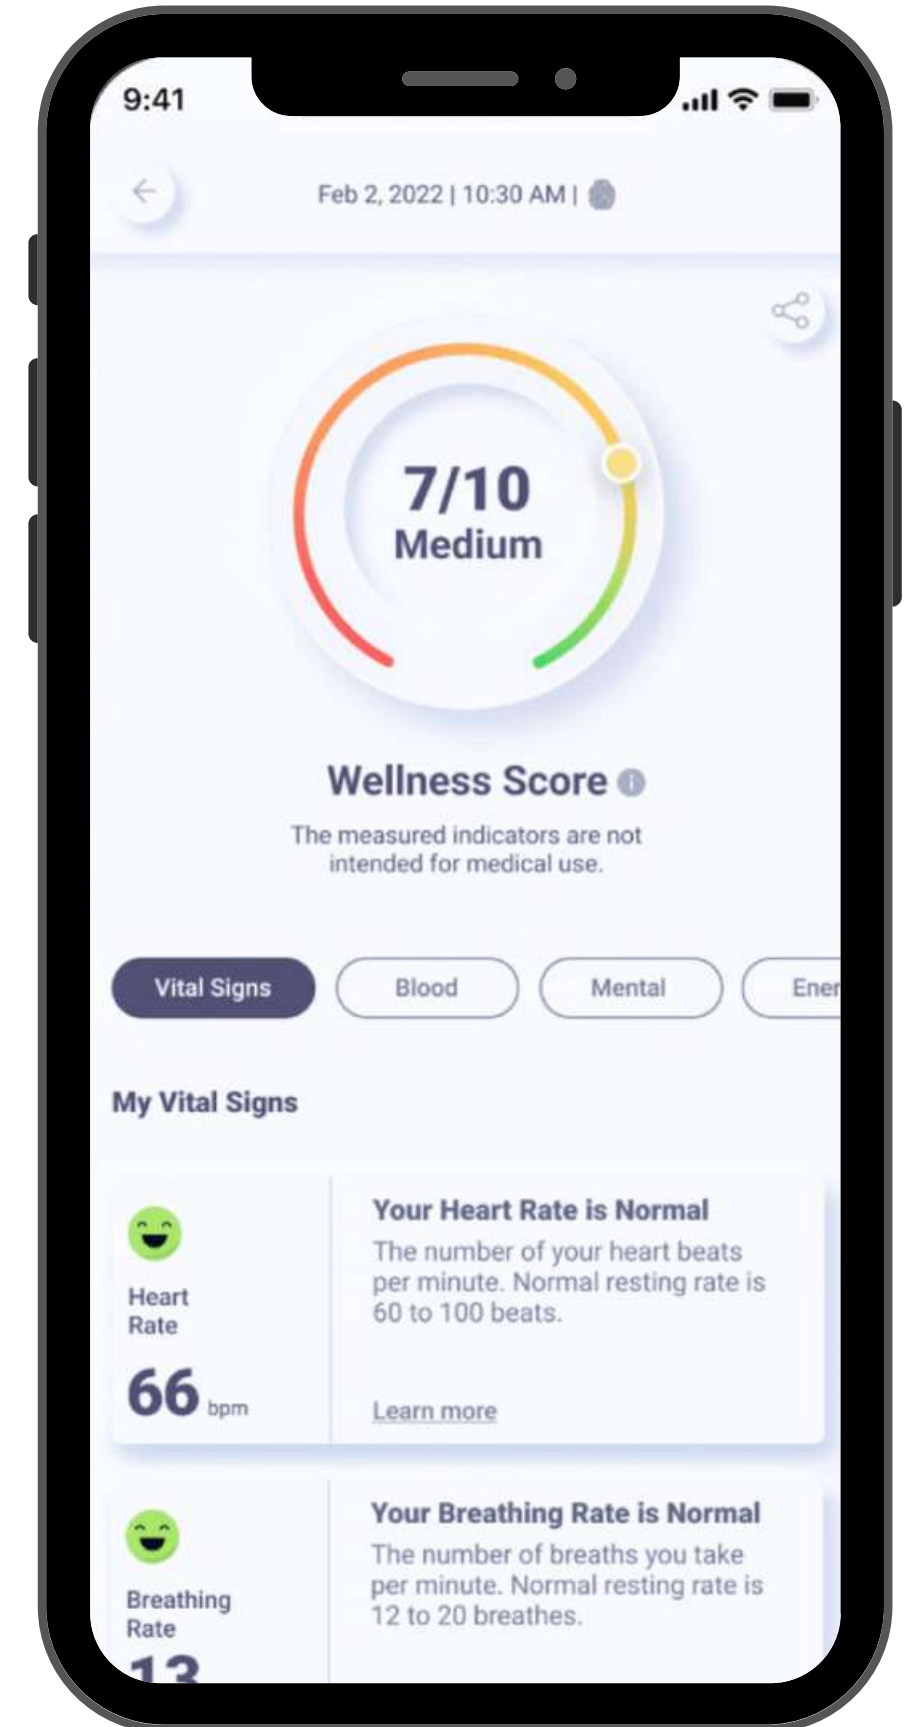 9:41
Feb 2, 2022 | 10:30 AM |
7/10
Medium
Wellness Score
The measured indicators are not
intended for medical use.
Vital Signs
Blood
Mental
Ener
My Vital Signs
Your Heart Rate is Normal
The number of your heart beats
per minute. Normal resting rate is
60 to 100 beats.
Heart
Rate
66 bpm
Learn more
Your Breathing Rate is Normal
The number of breaths you take
per minute. Normal resting rate is
12 to 20 breathes.
Breathing
Rate
13